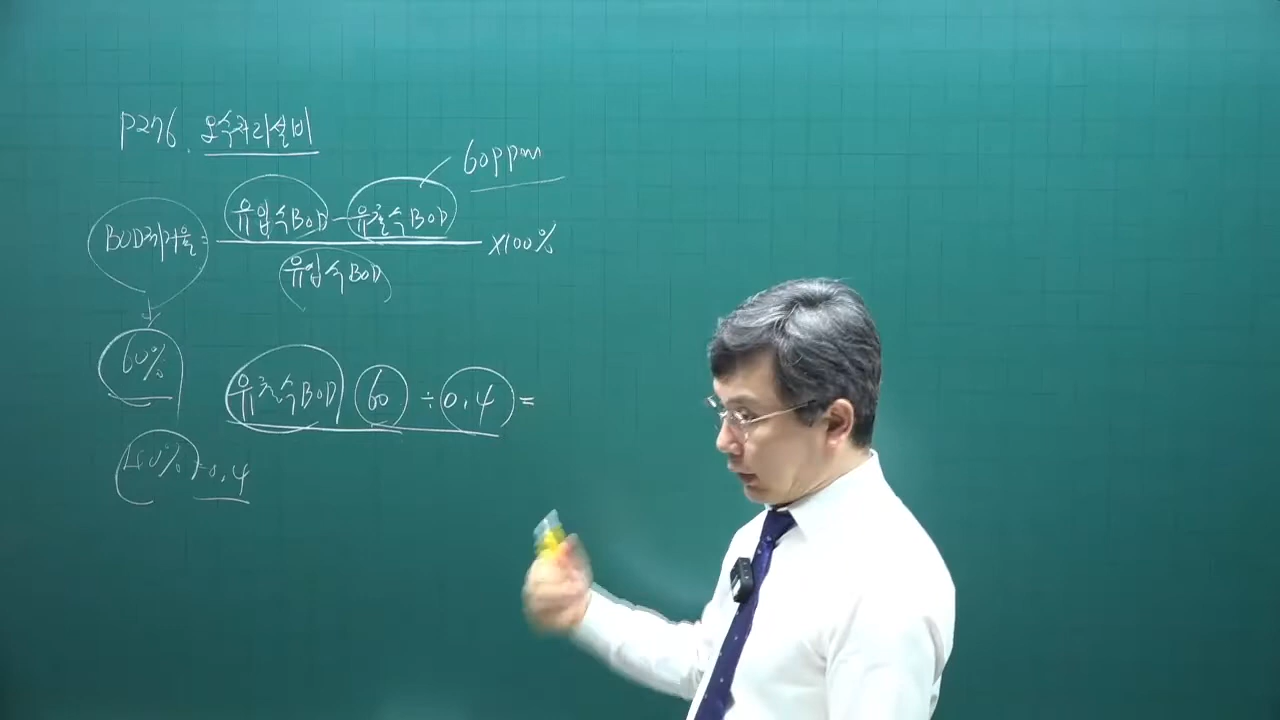 P276. 오수처리설비
60ppm
BOD제거율 = 유입수BOD - 유출수BOD
유입수BOD
×100%
60%
유출수BOD 60 ÷ 0.4 =
40% = 0.4